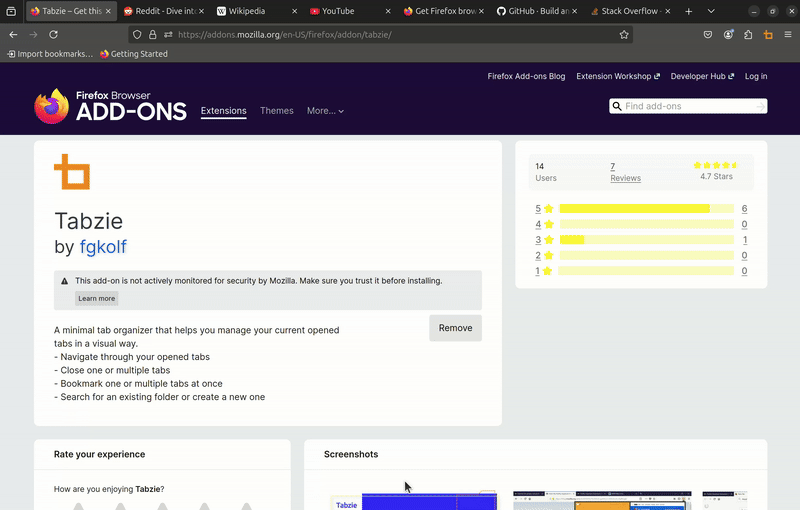 Tabzie – Get this
Reddit - Dive into
Wikipedia
YouTube
Get Firefox brow
GitHub · Build an
Stack Overflow -
https://addons.mozilla.org/en-US/firefox/addon/tabzie/
Import bookmarks...
Getting Started
Firefox Add-ons Blog
Extension Workshop
Developer Hub
Log in
Firefox Browser
ADD-ONS
Extensions
Themes
More...
Find add-ons
Tabzie
by fgkolf
This add-on is not actively monitored for security by Mozilla. Make sure you trust it before installing.
Learn more
A minimal tab organizer that helps you manage your current opened
tabs in a visual way.
- Navigate through your opened tabs
- Close one or multiple tabs
- Bookmark one or multiple tabs at once
- Search for an existing folder or create a new one
Remove
14
Users
7
Reviews
4.7 Stars
5 6
4 0
3 1
2 0
1 0
Rate your experience
How are you enjoying Tabzie?
Screenshots
Tabzie